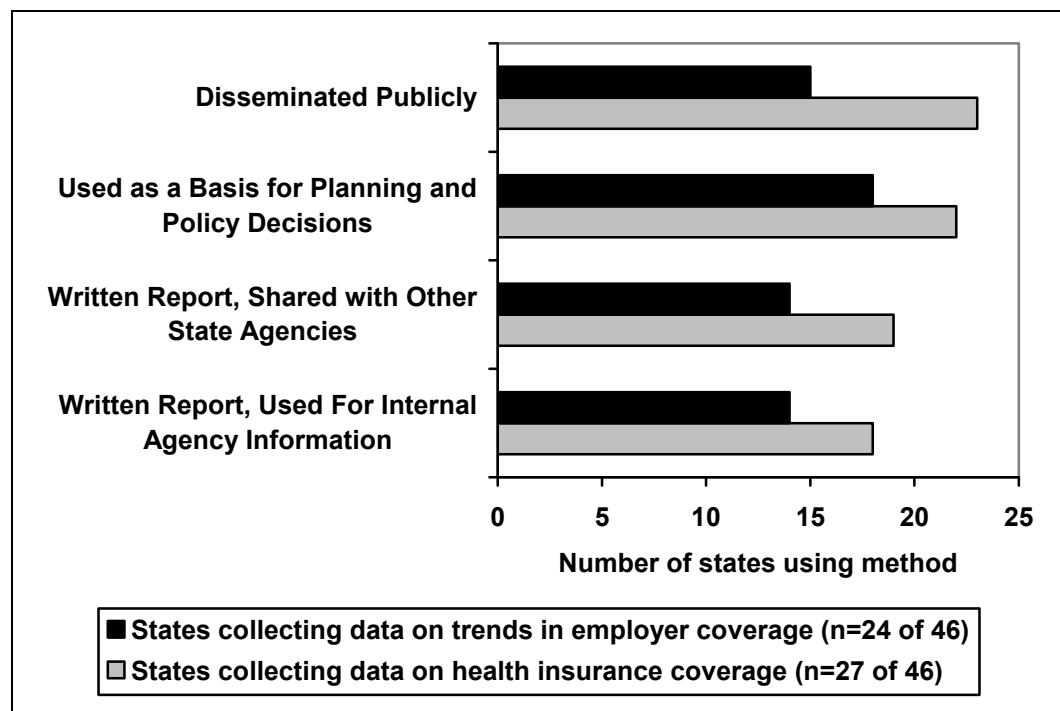 Disseminated Publicly
Used as a Basis for Planning and
Policy Decisions
Written Report, Shared with Other
State Agencies
Written Report, Used For Internal
Agency Information
0 5 10 15 20 25
Number of states using method
States collecting data on trends in employer coverage (n=24 of 46)
States collecting data on health insurance coverage (n=27 of 46)